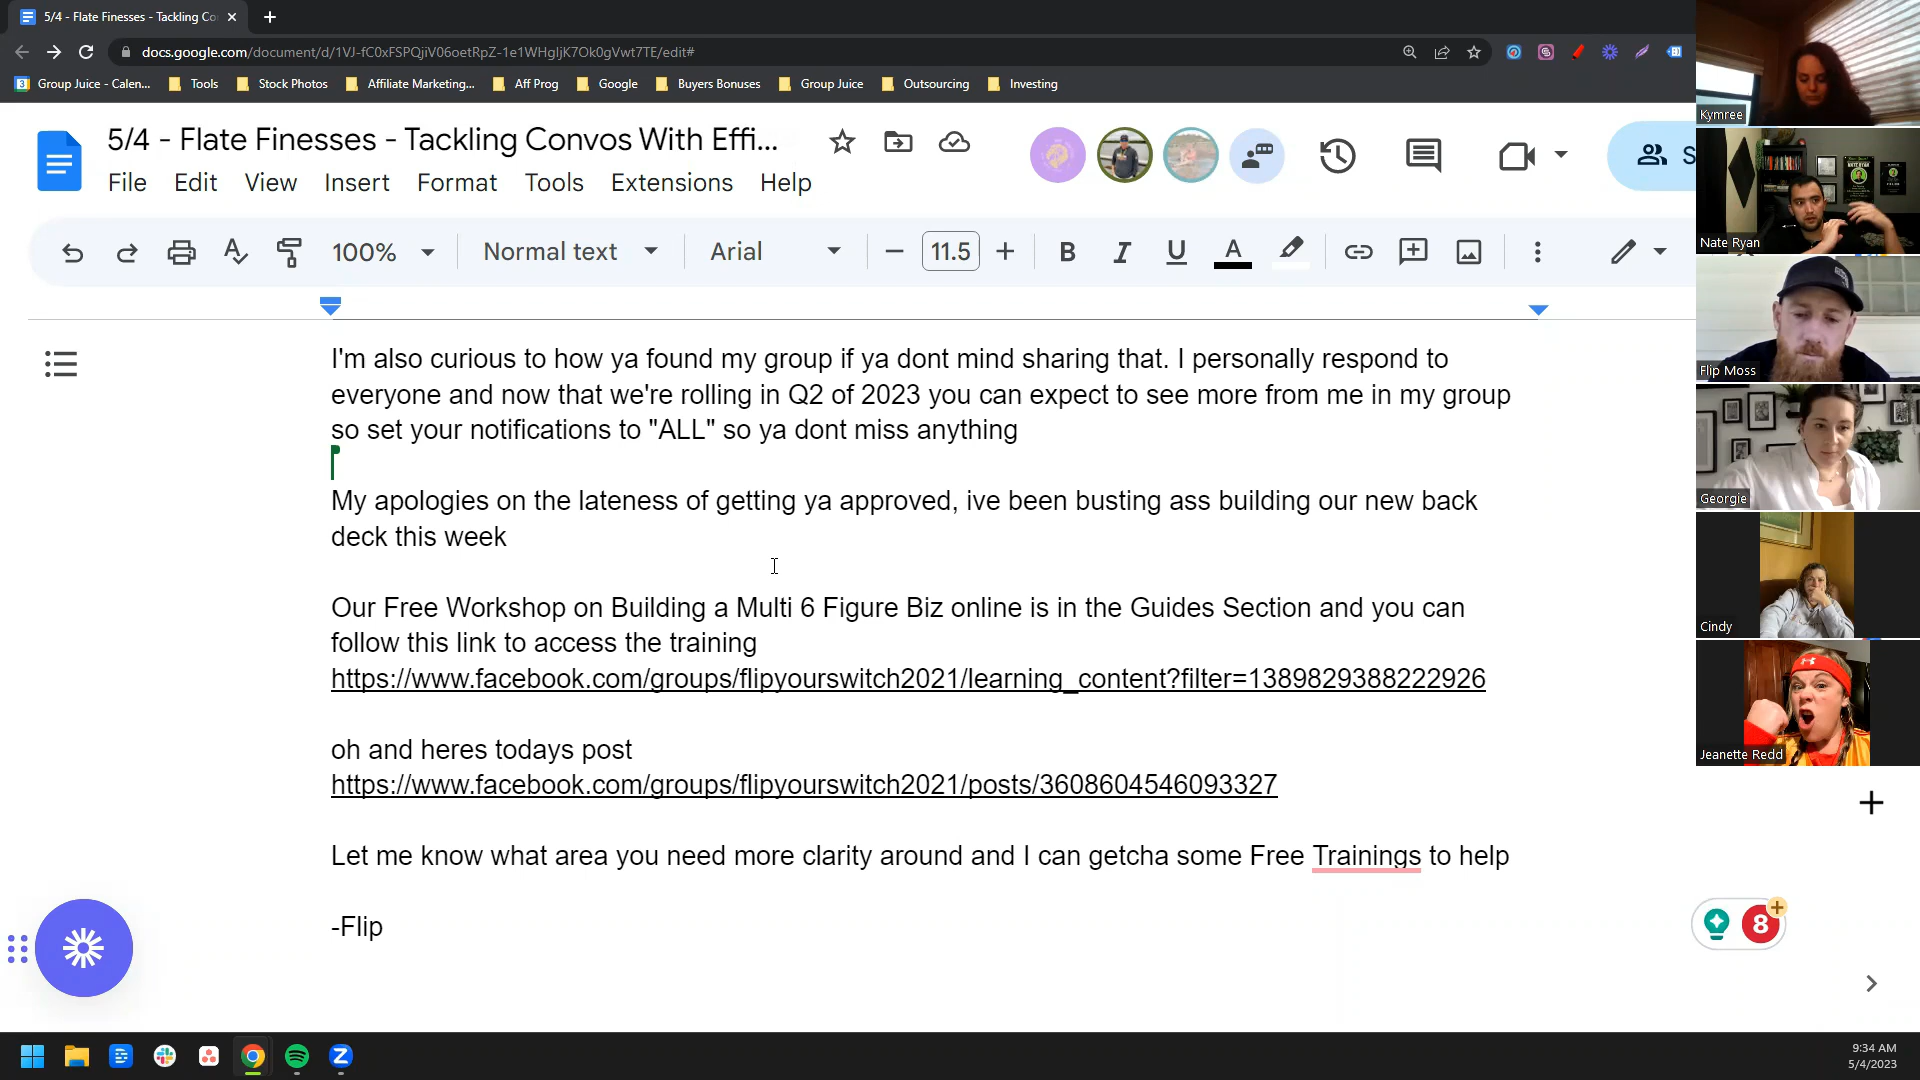 5/4 - Flate Finesses - Tackling Co
docs.google.com/document/d/1VJ-fC0xFSPQjiV06oetRpZ-1e1WHgIjK7Ok0gVwt7TE/edit#
Group Juice - Calen...
Tools
Stock Photos
Affiliate Marketing...
Aff Prog
Google
Buyers Bonuses
Group Juice
Outsourcing
Investing
5/4 - Flate Finesses - Tackling Convos With Effi...
File Edit View Insert Format Tools Extensions Help
100% Normal text Arial 11.5 B I U A
I'm also curious to how ya found my group if ya dont mind sharing that. I personally respond to
everyone and now that we're rolling in Q2 of 2023 you can expect to see more from me in my group
so set your notifications to "ALL" so ya dont miss anything
My apologies on the lateness of getting ya approved, ive been busting ass building our new back
deck this week
Our Free Workshop on Building a Multi 6 Figure Biz online is in the Guides Section and you can
follow this link to access the training
https://www.facebook.com/groups/flipyourswitch2021/learning_content?filter=1389829388222926
oh and heres todays post
https://www.facebook.com/groups/flipyourswitch2021/posts/3608604546093327
Let me know what area you need more clarity around and I can getcha some Free Trainings to help
-Flip
8
Kymree
Nate Ryan
Flip Moss
Georgie
Cindy
Jeanette Redd
9:34 AM
5/4/2023